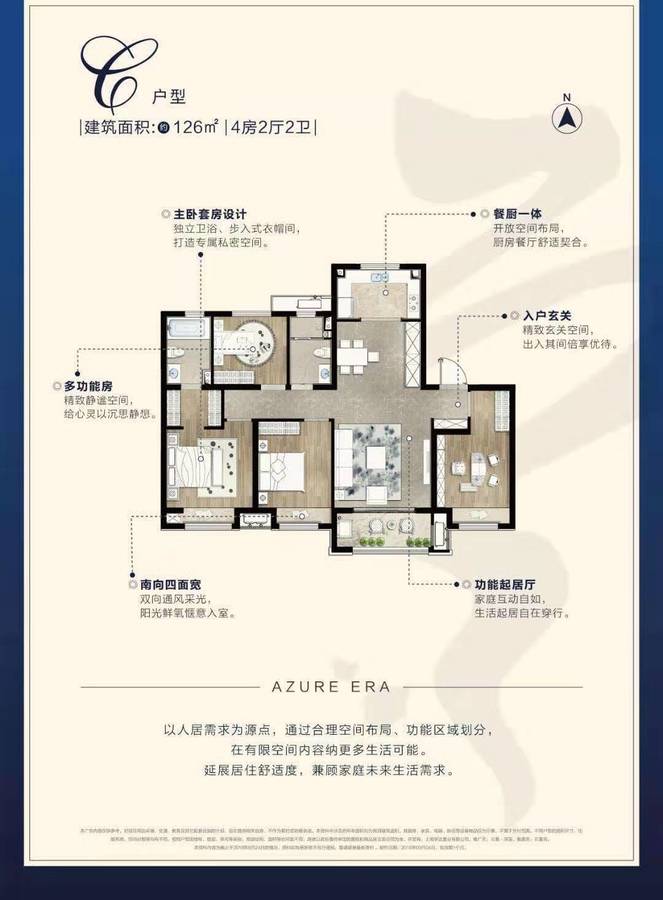 C 户型
N
建筑面积:约126㎡ | 4房2厅2卫
主卧套房设计
独立卫浴、步入式衣帽间，
打造专属私密空间。
餐厨一体
开放空间布局，
厨房餐厅舒适契合。
入户玄关
精致玄关空间，
出入其间倍享优待。
多功能房
精致静谧空间，
给心灵以沉思静想。
南向四面宽
双向通风采光，
阳光鲜氧惬意入室。
功能起居厅
家庭互动自如，
生活起居自在穿行。
AZURE ERA
以人居需求为源点，通过合理空间布局、功能区域划分，
在有限空间内容纳更多生活可能。
延展居住舒适度，兼顾家庭未来生活需求。